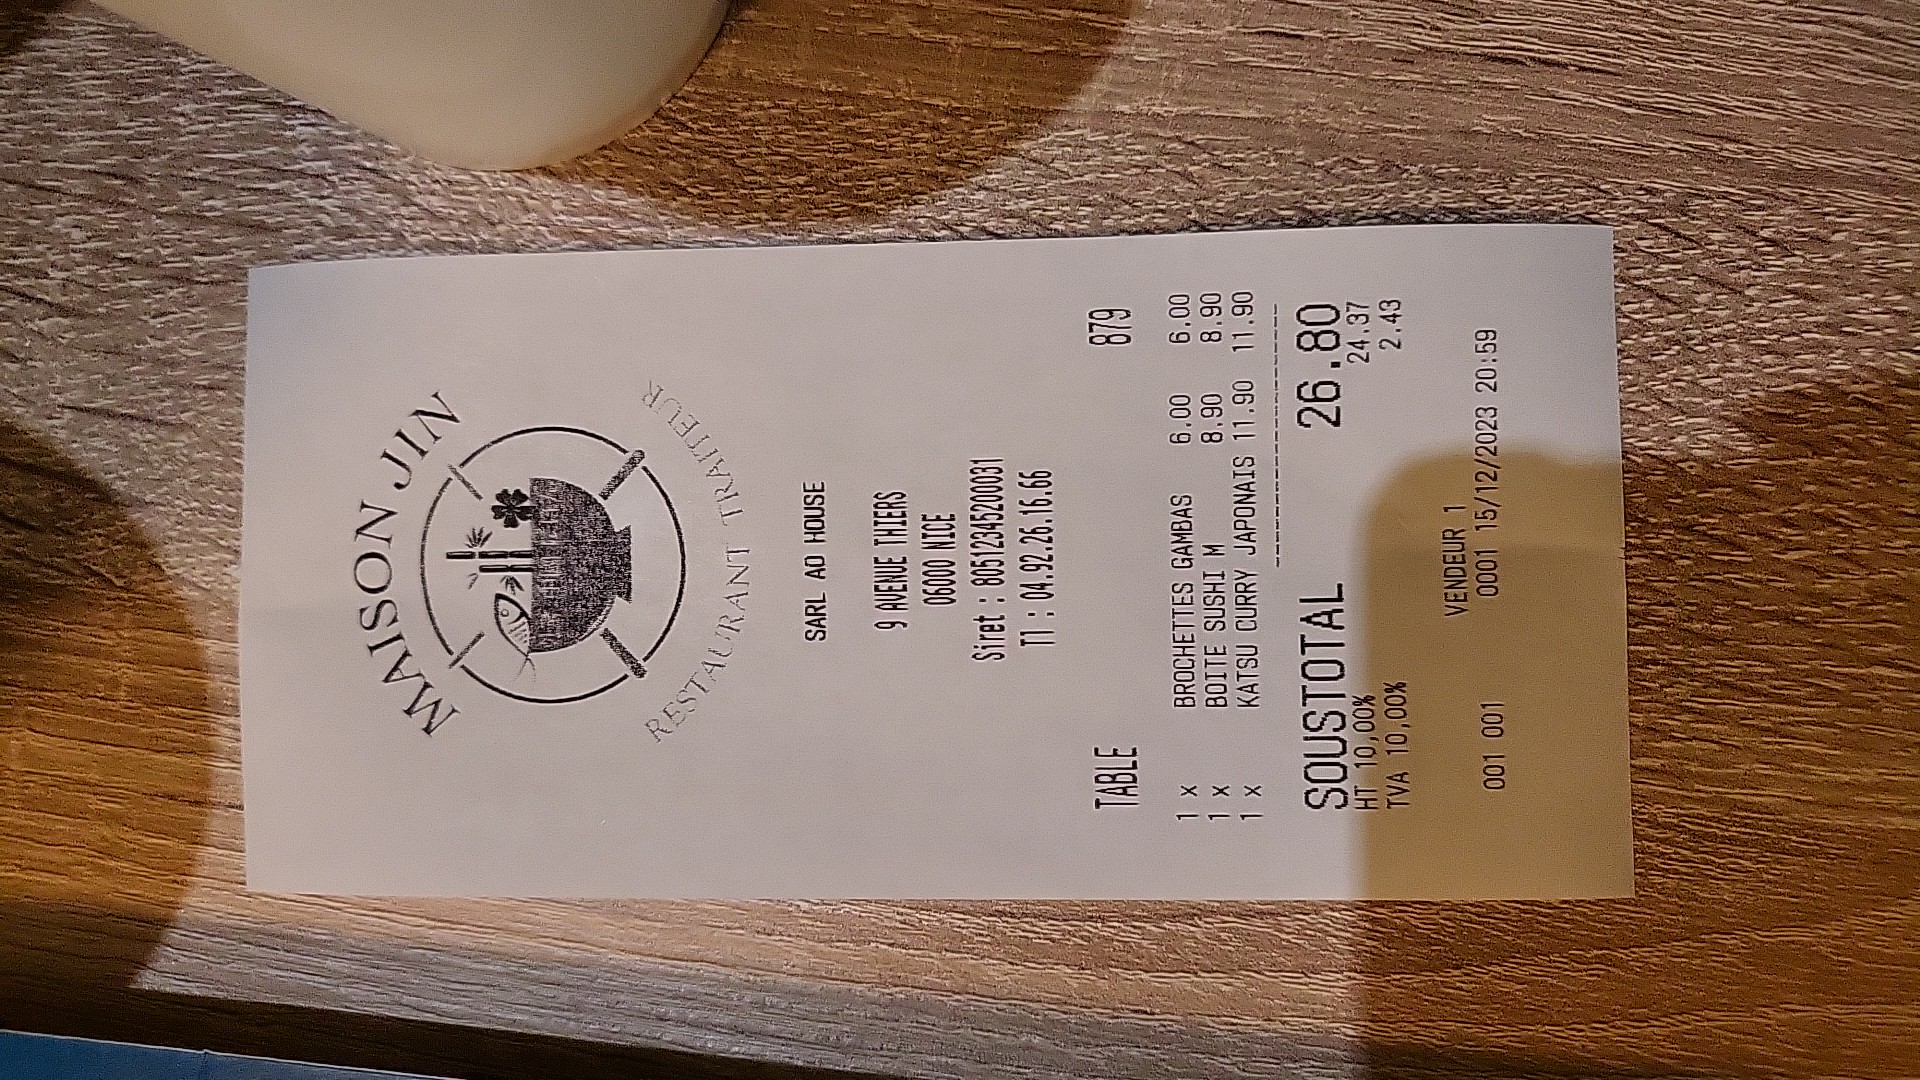 MAISON JIN
RESTAURANT TRAITEUR
SARL AO HOUSE
9 AVENUE THIERS
06000 NICE
Siret : 80512345200031
Tl : 04.92.26.16.66
TABLE 879
1 x BROCHETTES GAMBAS 6.00 6.00
1 x BOITE SUSHI M 8.90 8.90
1 x KATSU CURRY JAPONAIS 11.90 11.90
SOUSTOTAL 26.80
HT 10,00% 24.37
TVA 10,00% 2.43
VENDEUR 1
001 001 0001 15/12/2023 20:59